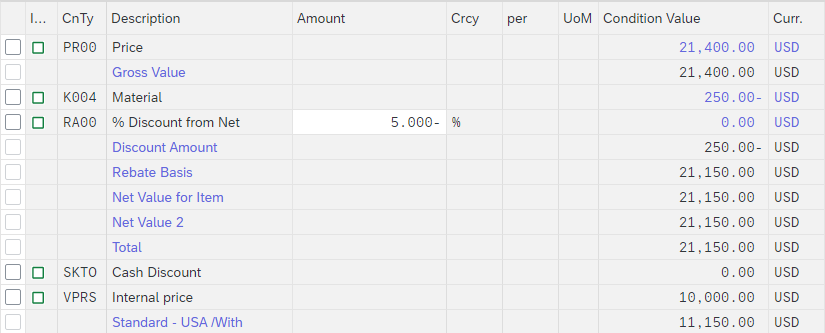 I... CnTy Description Amount Crcy per UoM Condition Value Curr.
PR00 Price 21,400.00 USD
Gross Value 21,400.00 USD
K004 Material 250.00- USD
RA00 % Discount from Net 5.000- % 0.00 USD
Discount Amount 250.00- USD
Rebate Basis 21,150.00 USD
Net Value for Item 21,150.00 USD
Net Value 2 21,150.00 USD
Total 21,150.00 USD
SKTO Cash Discount 0.00 USD
VPRS Internal price 10,000.00 USD
Standard - USA /With 11,150.00 USD